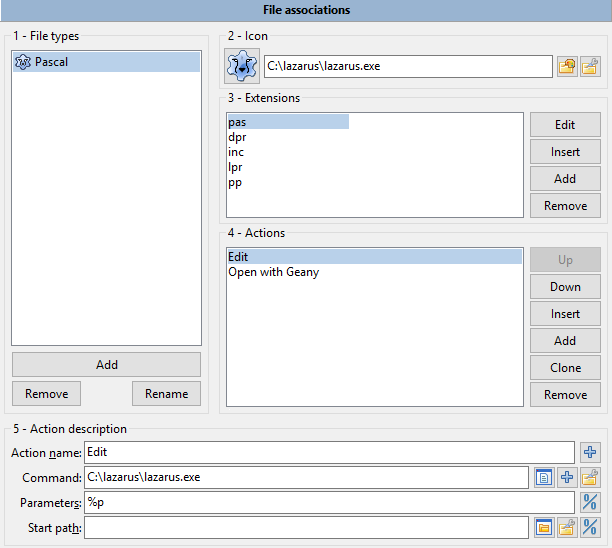 File associations
1 - File types
Pascal
Add
Remove
Rename
2 - Icon
C:\lazarus\lazarus.exe
3 - Extensions
pas
dpr
inc
lpr
pp
Edit
Insert
Add
Remove
4 - Actions
Edit
Open with Geany
Up
Down
Insert
Add
Clone
Remove
5 - Action description
Action name: Edit
Command: C:\lazarus\lazarus.exe
Parameters: %p
Start path: